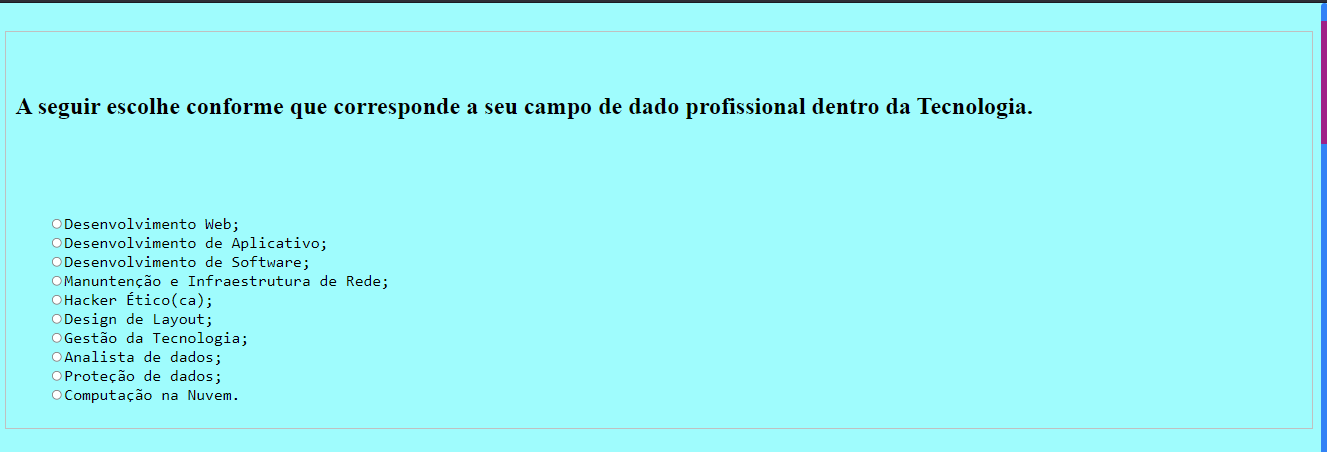 A seguir escolhe conforme que corresponde a seu campo de dado profissional dentro da Tecnologia.
Desenvolvimento Web;
Desenvolvimento de Aplicativo;
Desenvolvimento de Software;
Manuntenção e Infraestrutura de Rede;
Hacker Ético(ca);
Design de Layout;
Gestão da Tecnologia;
Analista de dados;
Proteção de dados;
Computação na Nuvem.